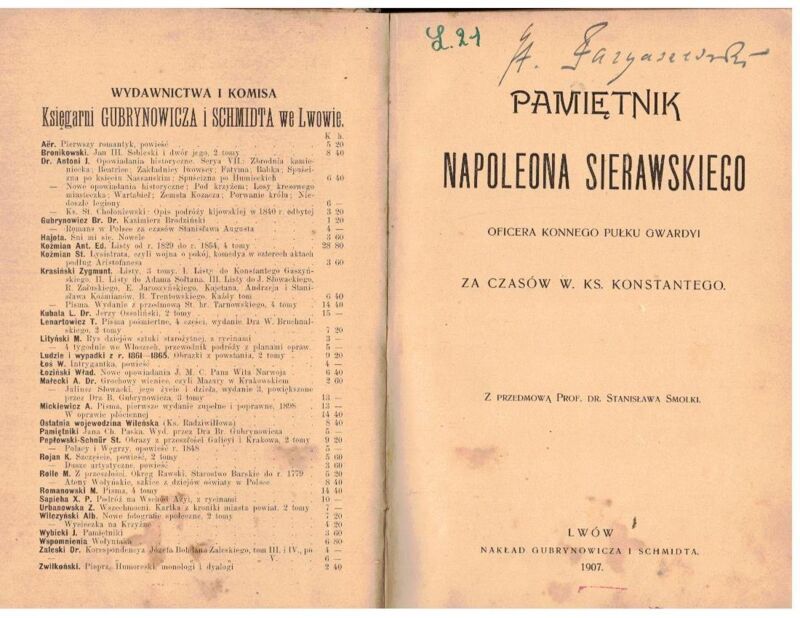 WYDAWNICTWA I KOMISA
Księgarni GUBRYNOWICZA i SCHMIDTA we Lwowie.
K h.
Aër. Pierwszy romantyk, powieść 5 20
Bronikowski. Jan III. Sobieski i dwór jego, 2 tomy 8 40
Dr. Antoni J. Opowiadania historyczne. Serya VII.: Zbrodnia kamie-
niecka; Beatrice; Zakładnicy lwowscy; Fatyma; Babka; Spuści-
zna po księciu Nassauskim; Spuścizna po Humieckich 6 40
— Nowe opowiadania historyczne; Pod krzyżem; Losy kresowego
miasteczka; Wartabiet; Zemsta Kozacza; Porwanie króla; Nie-
doszłe legiony 6 —
— Ks. St. Chołoniewski: Opis podróży kijowskiej w 1840 r. odbytej 3 20
Gubrynowicz Br. Dr. Kazimierz Brodziński 1 20
— Romans w Polsce za czasów Stanisława Augusta 4 —
Hajota. Śni mi się, Nowele 3 60
Koźmian Ant. Ed. Listy od r. 1829 do r. 1864, 4 tomy 28 80
Koźmian St. Lysistrata, czyli wojna o pokój, komedya w czterech aktach
podług Aristofanesa 3 60
Krasiński Zygmunt. Listy, 3 tomy. I. Listy do Konstantego Gaszyń-
skiego. II. Listy do Adama Sołtana. III. Listy do J. Słowackiego,
R. Załuskiego, E. Jaroszyńskiego, Kajetana, Andrzeja i Stani-
sława Koźmianów, B. Trentowskiego. Każdy tom 6 40
— Pisma. Wydanie z przedmową St. hr. Tarnowskiego, 4 tomy 14 40
Kubala L. Dr. Jerzy Ossoliński, 2 tomy 15 —
Lenartowicz T. Pisma pośmiertne, 4 części, wydanie Dra W. Bruchnal-
skiego, 2 tomy 7 20
Lityński M. Rys dziejów sztuki starożytnej, z rycinami 3 —
— 4 tygodnie we Włoszech, przewodnik podróży z planami opraw. 5 —
Ludzie i wypadki z r. 1861—1865. Obrazki z powstania, 2 tomy 9 20
Łoś W. Intrygantka, powieść 4 —
Łoziński Wład. Nowe opowiadania J. M. C. Pana Wita Narwoja 6 40
Małecki A. Dr. Grochowy wieniec, czyli Mazury w Krakowskiem 2 60
— Juliusz Słowacki, jego życie i dzieła, wydanie 3, powiększone
przez Dra B. Gubrynowicza, 3 tomy 13 —
Mickiewicz A. Pisma, pierwsze wydanie zupełne i poprawne, 1898 13 —
W oprawie płóciennej 14 40
Ostatnia wojewodzina Wileńska (Ks. Radziwiłłowa) 8 40
Pamiętniki Jana Ch. Paska. Wyd. przez Dra Br. Gubrynowicza 5 —
Pepłowski-Schnür St. Obrazy z przeszłości Galicyi i Krakowa, 2 tomy 9 20
— Polacy i Węgrzy, opowieść r. 1848 5 —
Rojan K. Szczęście, powieść, 2 tomy 5 —
— Dusze artystyczne, powieść 3 60
Rolle M. Z przeszłości. Okręg Rawski. Starostwo Barskie do r. 1779 5 20
— Ateny Wołyńskie, szkice z dziejów oświaty w Polsce 8 40
Romanowski M. Pisma, 4 tomy 14 40
Sapieha X. P. Podróż na Wschód Azyi, z rycinami 10 —
Urbanowska Z. Wszechmocni. Kartka z kroniki miasta powiat. 2 tomy 7 —
Wilczyński Alb. Nowe fotografie społeczne, 2 tomy 7 20
— Wycieczka na Krzyżu 4 20
Wybicki J. Pamiętniki 3 60
Wspomnienia Wołyniaka 6 80
Zaleski Dr. Korespondencya Józefa Bohdana Zaleskiego, tom III. i IV., po 4 —
— V. 6 —
Zwilkoński. Pieprz. Humoreski, monologi i dyalogi 2 40
L. 21
PAMIĘTNIK
NAPOLEONA SIERAWSKIEGO
OFICERA KONNEGO PUŁKU GWARDYI
ZA CZASÓW W. KS. KONSTANTEGO.
Z PRZEDMOWĄ PROF. DR. STANISŁAWA SMOLKI.
LWÓW
NAKŁAD GUBRYNOWICZA I SCHMIDTA.
1907.